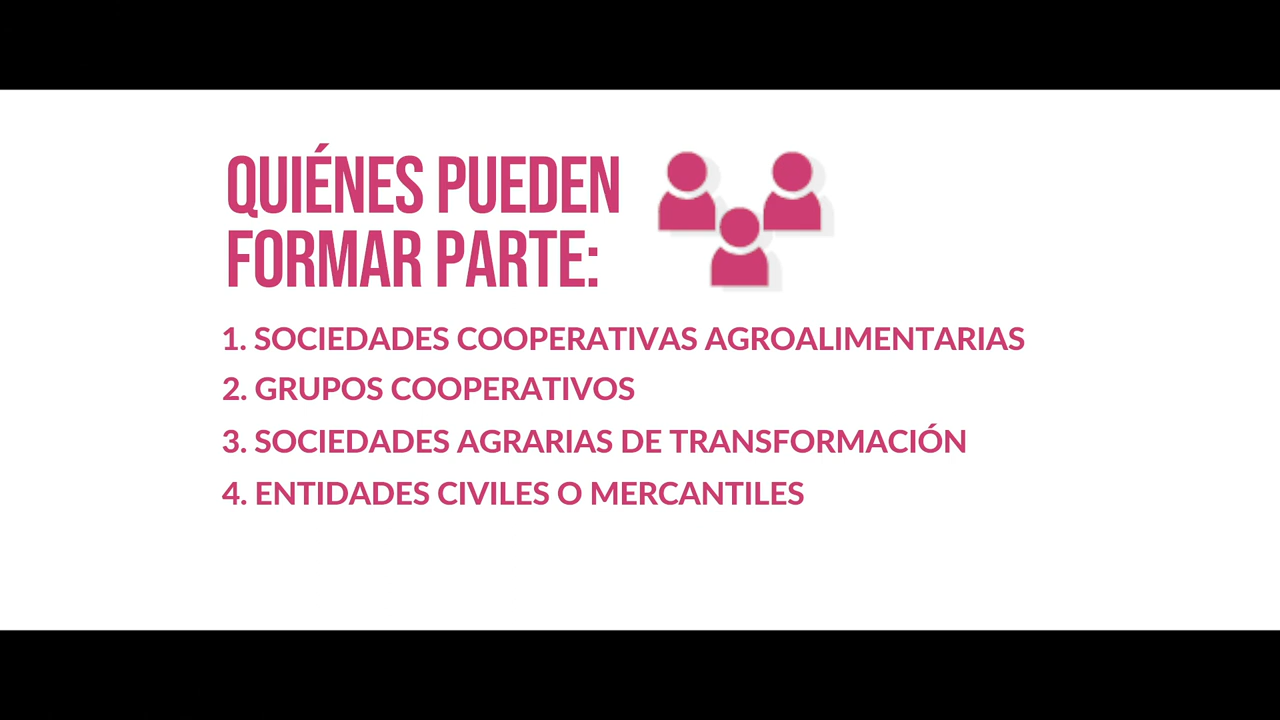 QUIÉNES PUEDEN
FORMAR PARTE:
1. SOCIEDADES COOPERATIVAS AGROALIMENTARIAS
2. GRUPOS COOPERATIVOS
3. SOCIEDADES AGRARIAS DE TRANSFORMACIÓN
4. ENTIDADES CIVILES O MERCANTILES